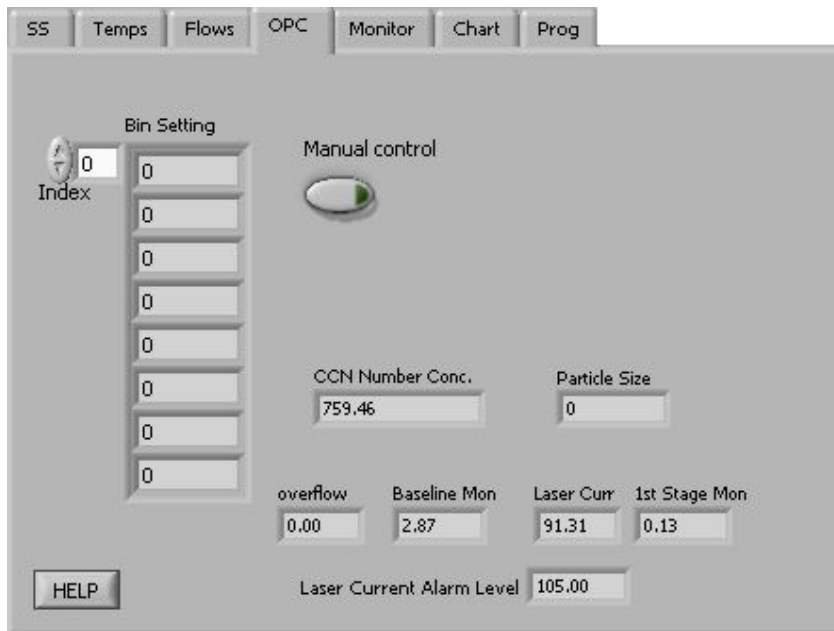 SS Temps Flows OPC Monitor Chart Prog
Bin Setting
0
Index
0
0
0
0
0
0
0
0
Manual control
CCN Number Conc.
759.46
Particle Size
0
overflow
0.00
Baseline Mon
2.87
Laser Curr
91.31
1st Stage Mon
0.13
HELP
Laser Current Alarm Level 105.00